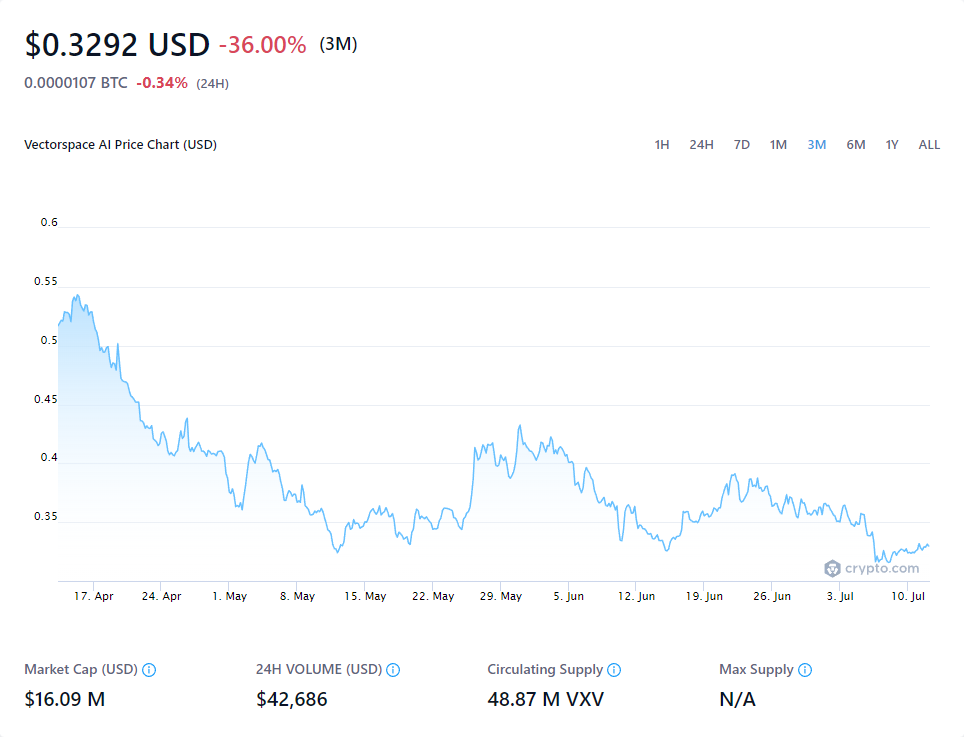 $0.3292 USD -36.00% (3M)
0.0000107 BTC -0.34% (24H)
Vectorspace AI Price Chart (USD) 1H 24H 7D 1M 3M 6M 1Y ALL
0.6
0.55
0.5
0.45
0.4
0.35
crypto.com
17. Apr 24. Apr 1. May 8. May 15. May 22. May 29. May 5. Jun 12. Jun 19. Jun 26. Jun 3. Jul 10. Jul
Market Cap (USD) 24H VOLUME (USD) Circulating Supply Max Supply
$16.09 M $42,686 48.87 M VXV N/A